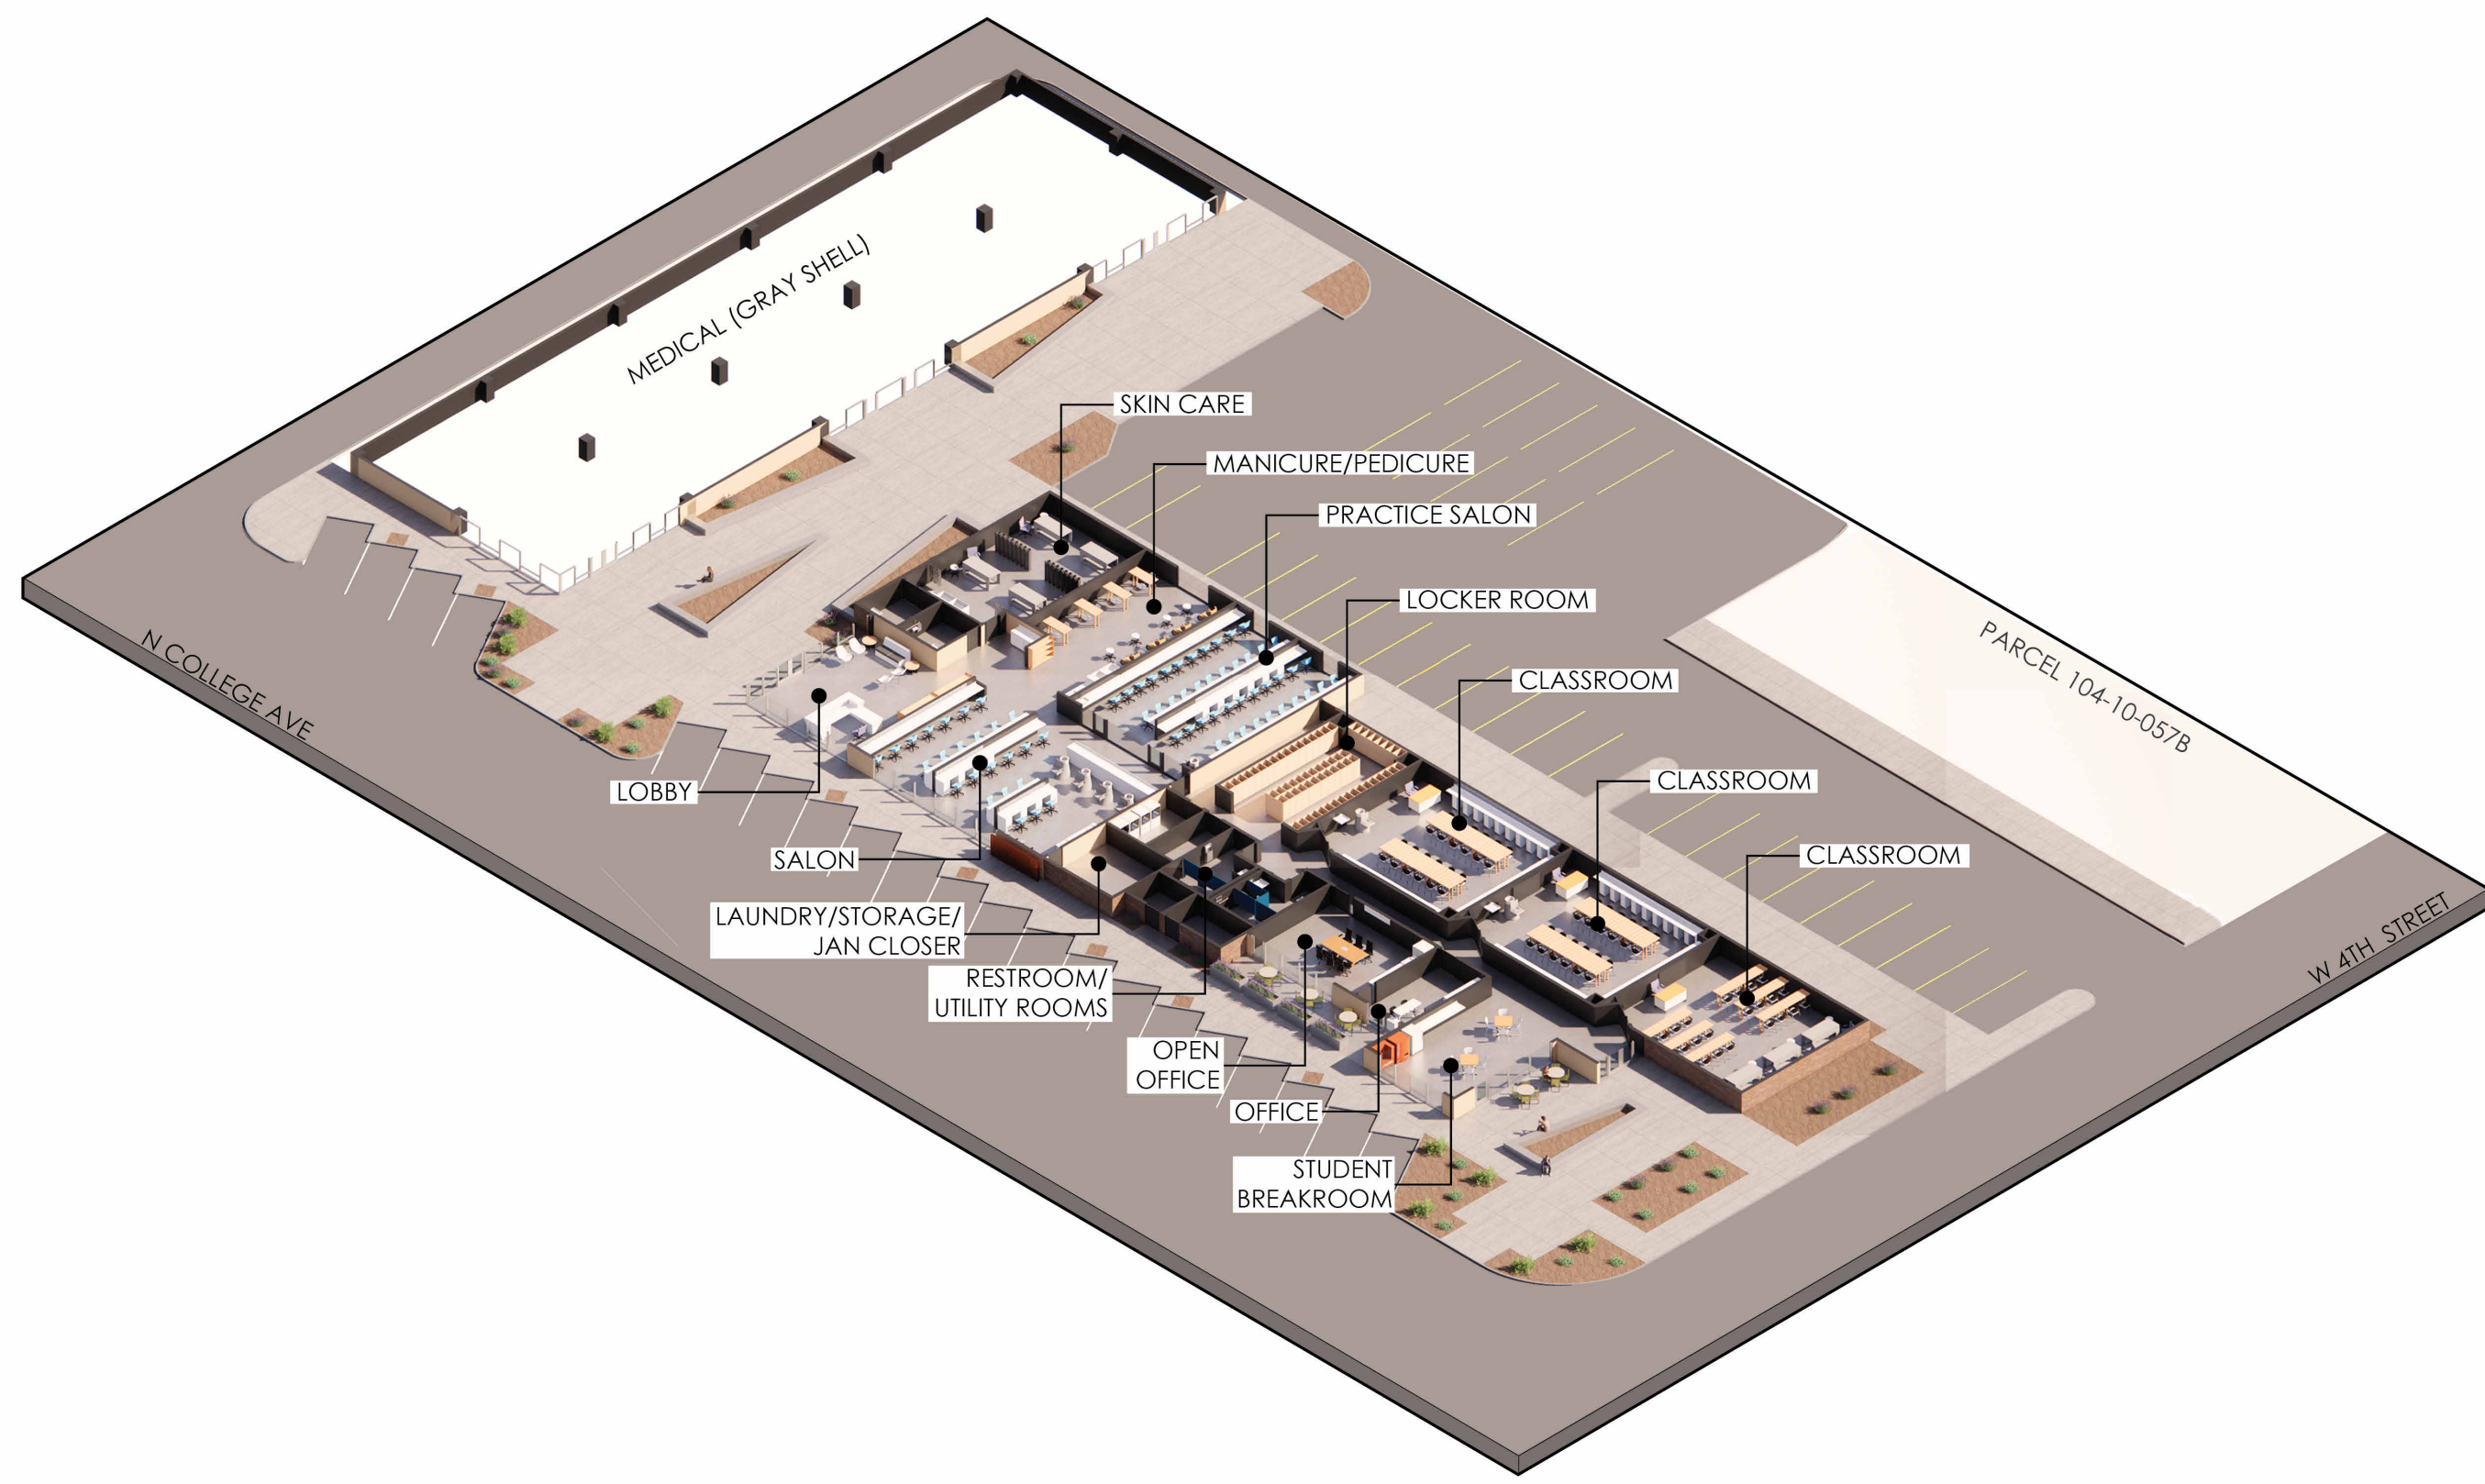 MEDICAL (GRAY SHELL)
SKIN CARE
MANICURE/PEDICURE
PRACTICE SALON
LOCKER ROOM
CLASSROOM
CLASSROOM
CLASSROOM
PARCEL 104-10-057B
N COLLEGE AVE
LOBBY
SALON
LAUNDRY/STORAGE/
JAN CLOSER
RESTROOM/
UTILITY ROOMS
OPEN
OFFICE
OFFICE
STUDENT
BREAKROOM
W 4TH STREET